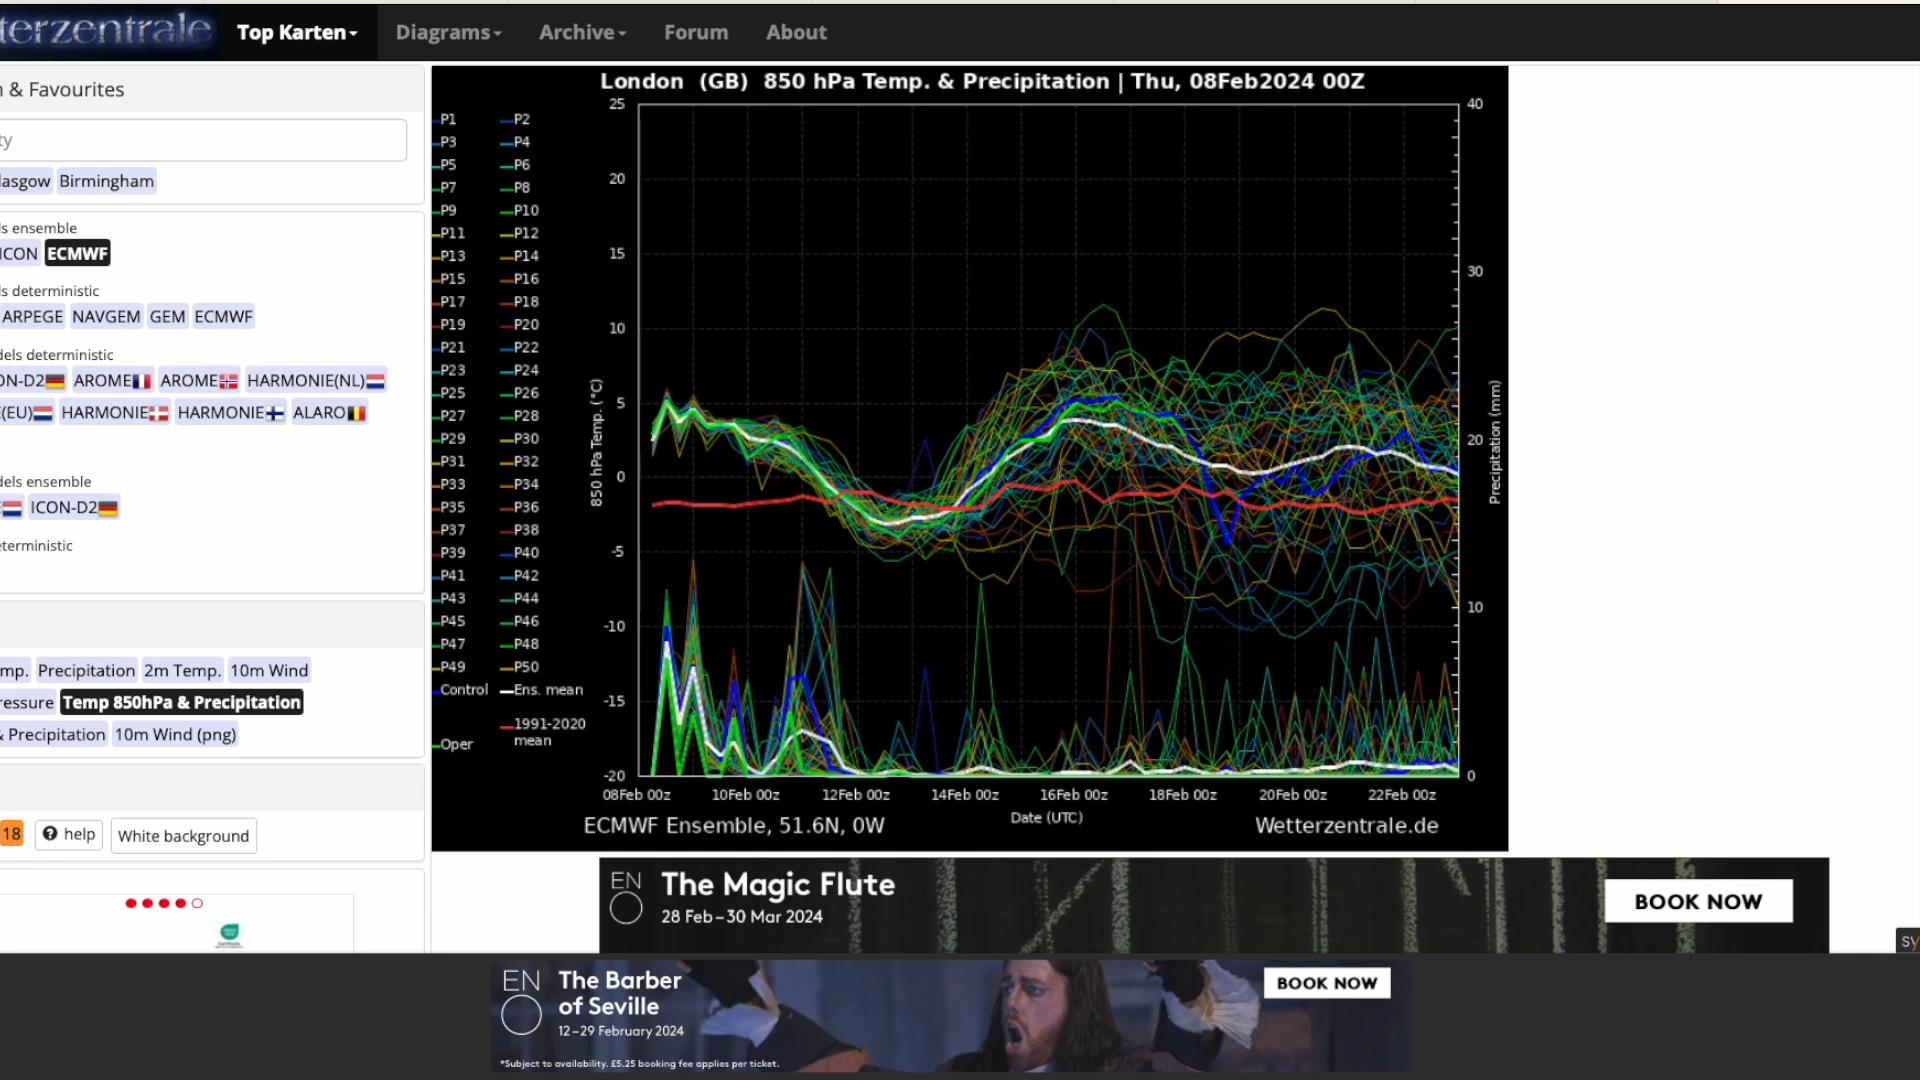 terzentrale Top Karten Diagrams Archive Forum About
& Favourites
ty
lasgow Birmingham
ls ensemble
ICON ECMWF
ls deterministic
ARPEGE NAVGEM GEM ECMWF
dels deterministic
ON-D2 AROME AROME HARMONIE(NL)
(EU) HARMONIE HARMONIE ALARO
dels ensemble
ICON-D2
eterministic
mp. Precipitation 2m Temp. 10m Wind
ressure Temp 850hPa & Precipitation
& Precipitation 10m Wind (png)
18 help White background
London (GB) 850 hPa Temp. & Precipitation | Thu, 08Feb2024 00Z
P1 P2
P3 P4
P5 P6
P7 P8
P9 P10
P11 P12
P13 P14
P15 P16
P17 P18
P19 P20
P21 P22
P23 P24
P25 P26
P27 P28
P29 P30
P31 P32
P33 P34
P35 P36
P37 P38
P39 P40
P41 P42
P43 P44
P45 P46
P47 P48
P49 P50
Control Ens. mean
1991-2020
mean
Oper
850 hPa Temp. (°C)
25
20
15
10
5
0
-5
-10
-15
-20
40
30
20
10
0
Precipitation (mm)
08Feb 00z 10Feb 00z 12Feb 00z 14Feb 00z 16Feb 00z 18Feb 00z 20Feb 00z 22Feb 00z
Date (UTC)
ECMWF Ensemble, 51.6N, 0W Wetterzentrale.de
EN
The Magic Flute
28 Feb – 30 Mar 2024
BOOK NOW
sy
EN
The Barber
of Seville
12 – 29 February 2024
*Subject to availability. £5.25 booking fee applies per ticket.
BOOK NOW